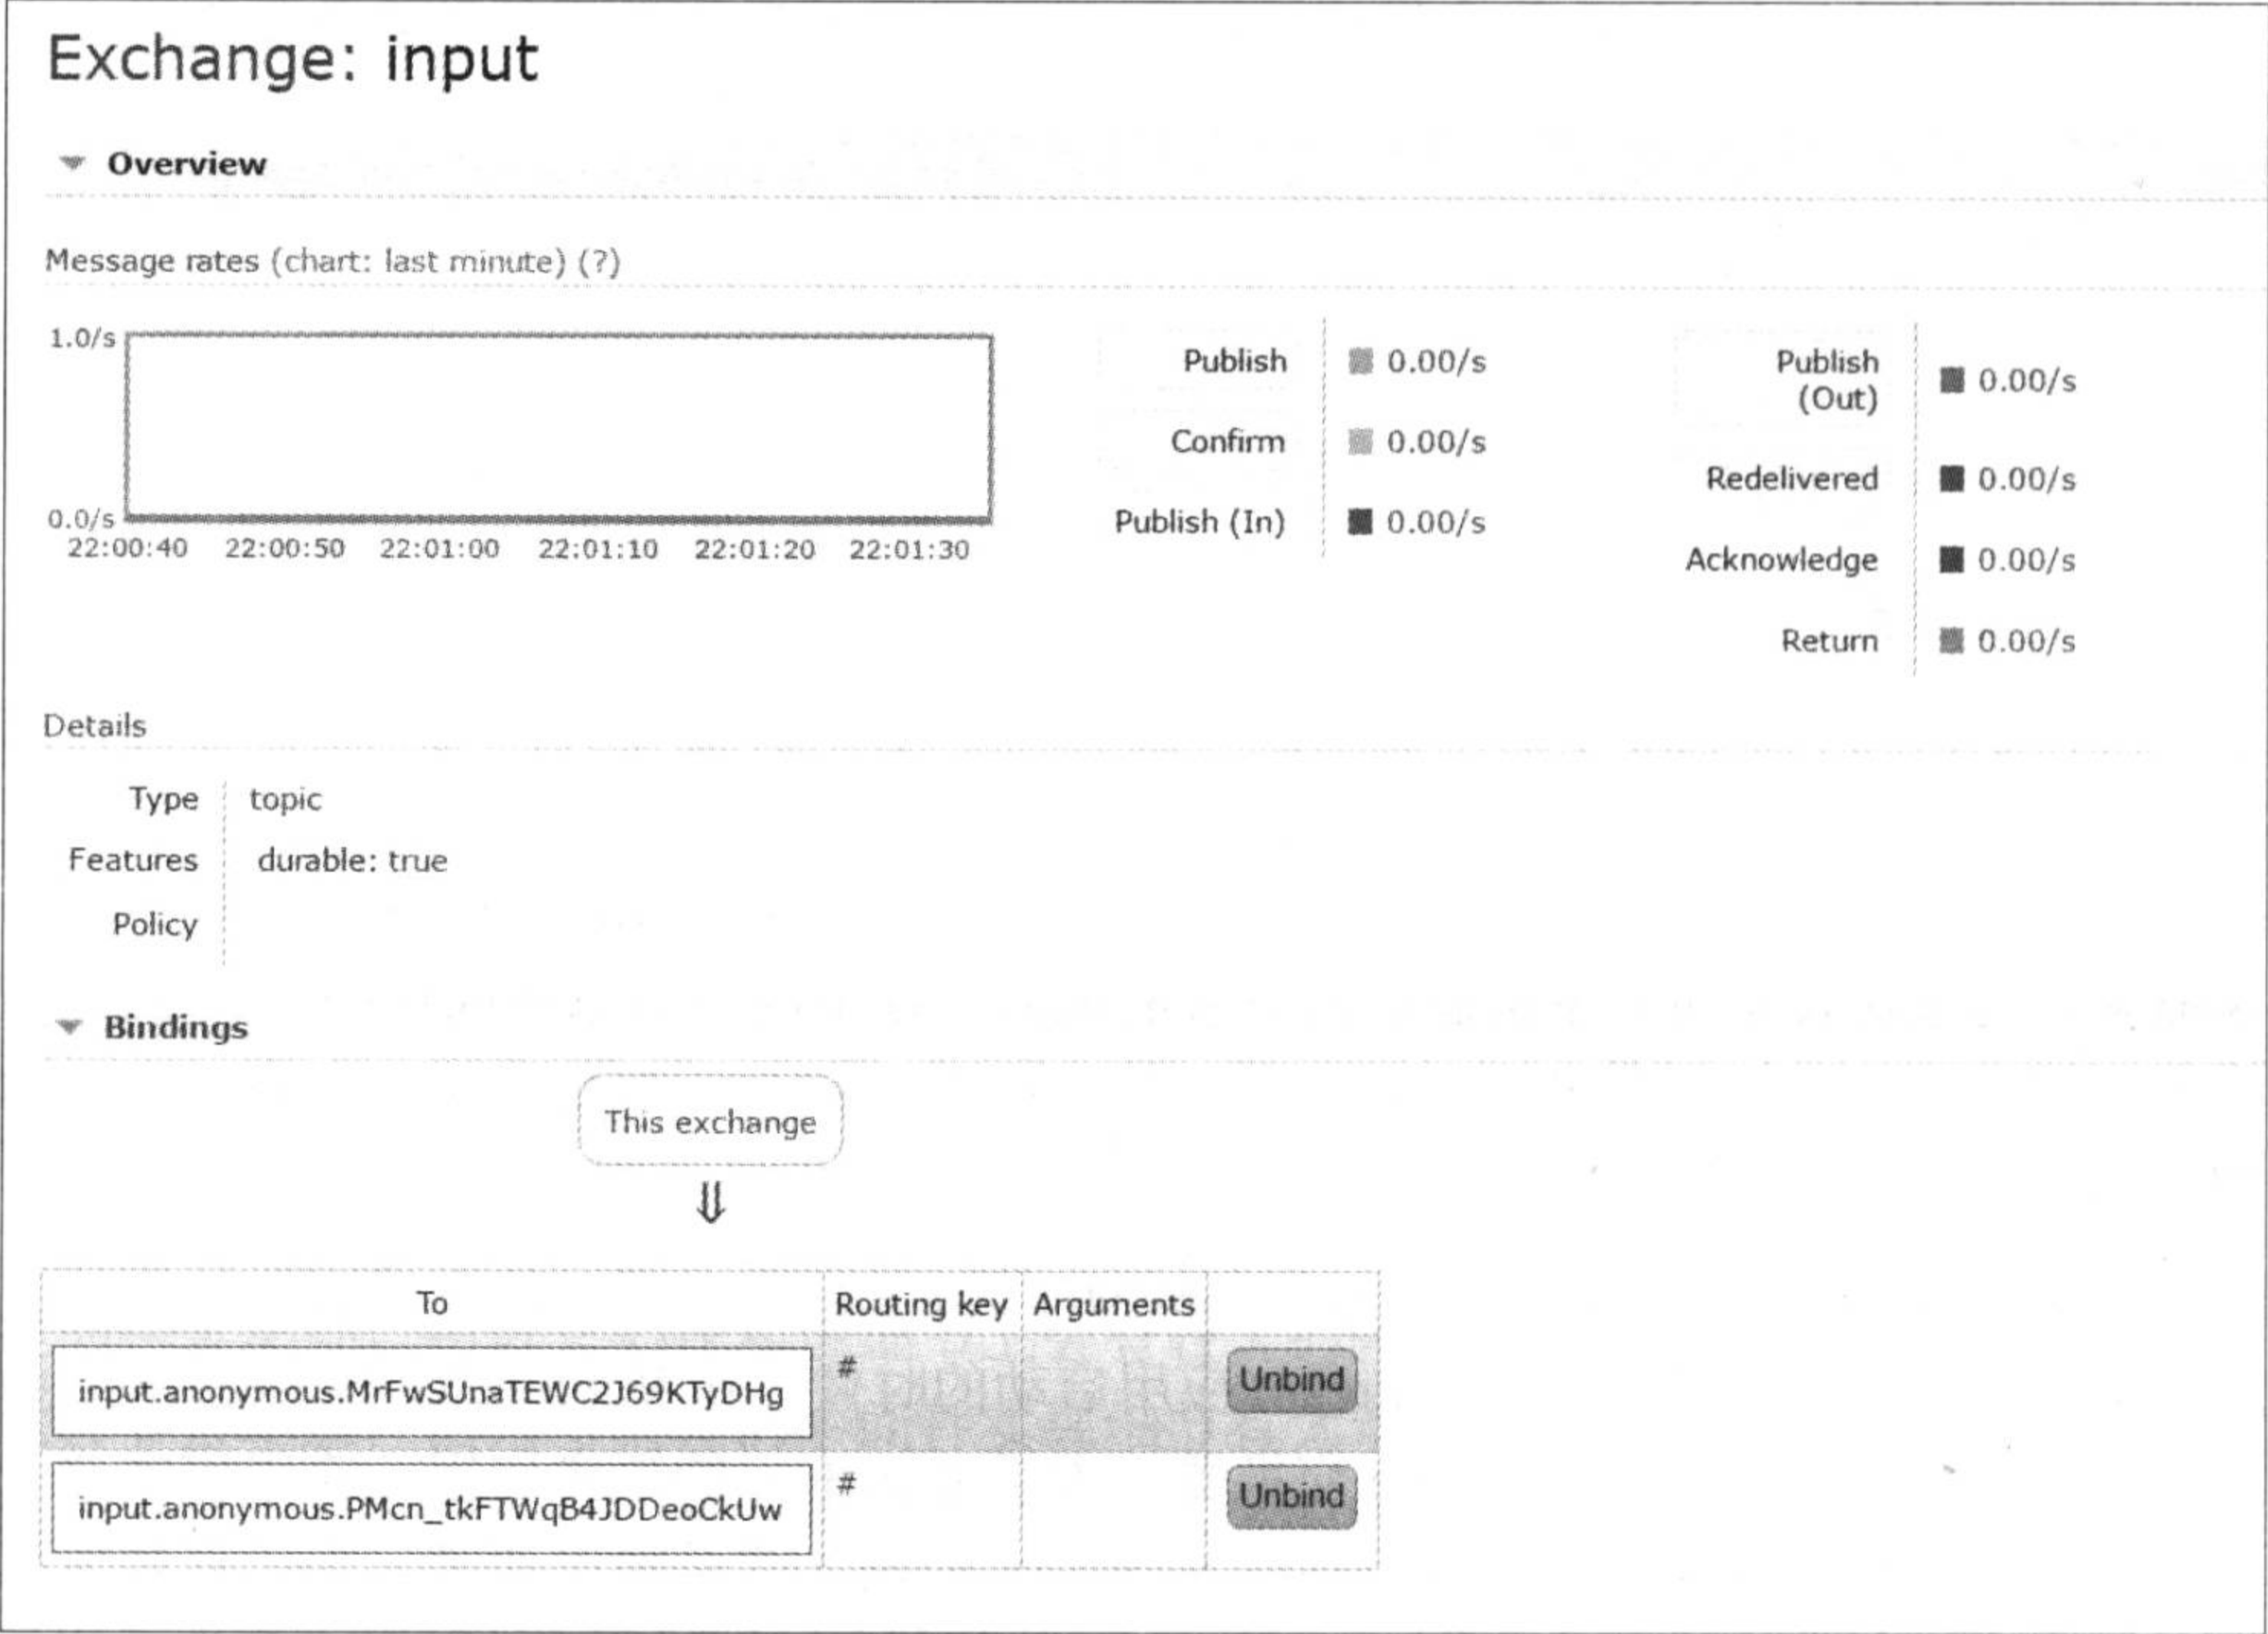 Exchange: input
Overview
Message rates (chart: last minute) (?)
1.0/s
0.0/s
22:00:40 22:00:50 22:01:00 22:01:10 22:01:20 22:01:30
Publish 0.00/s
Confirm 0.00/s
Publish (In) 0.00/s
Publish
(Out) 0.00/s
Redelivered 0.00/s
Acknowledge 0.00/s
Return 0.00/s
Details
Type topic
Features durable: true
Policy
Bindings
This exchange
⇓
To Routing key Arguments
input.anonymous.MrFwSUnaTEWC2J69KTyDHg # Unbind
input.anonymous.PMcn_tkFTWqB4JDDeoCkUw # Unbind